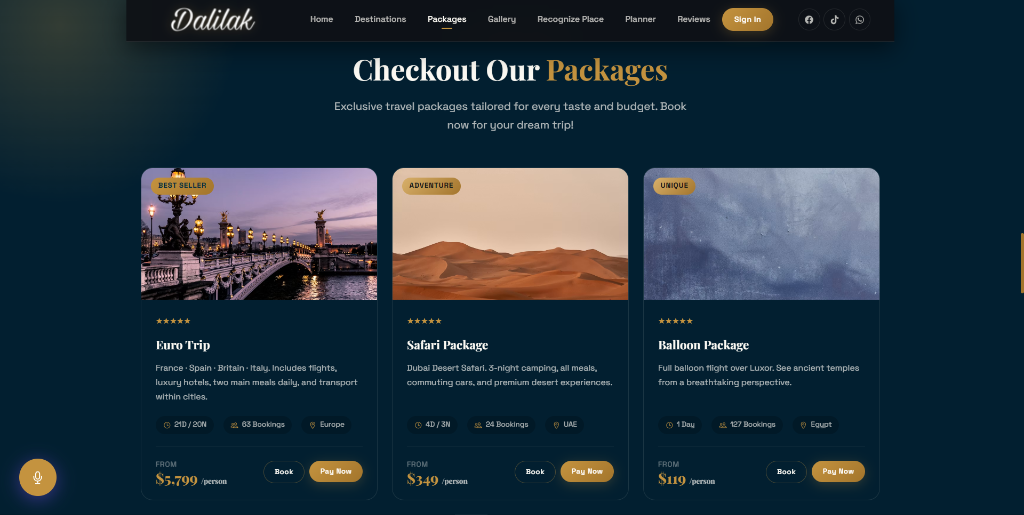 Dalilak
Home Destinations Packages Gallery Recognize Place Planner Reviews Sign In
Checkout Our Packages
Exclusive travel packages tailored for every taste and budget. Book
now for your dream trip!
BEST SELLER
ADVENTURE
UNIQUE
★★★★★
Euro Trip
France · Spain · Britain · Italy. Includes flights,
luxury hotels, two main meals daily, and transport
within cities.
21D / 20N 63 Bookings Europe
FROM
$5,799 /person
Book Pay Now
★★★★★
Safari Package
Dubai Desert Safari. 3-night camping, all meals,
commuting cars, and premium desert experiences.
4D / 3N 24 Bookings UAE
FROM
$349 /person
Book Pay Now
★★★★★
Balloon Package
Full balloon flight over Luxor. See ancient temples
from a breathtaking perspective.
1 Day 127 Bookings Egypt
FROM
$119 /person
Book Pay Now